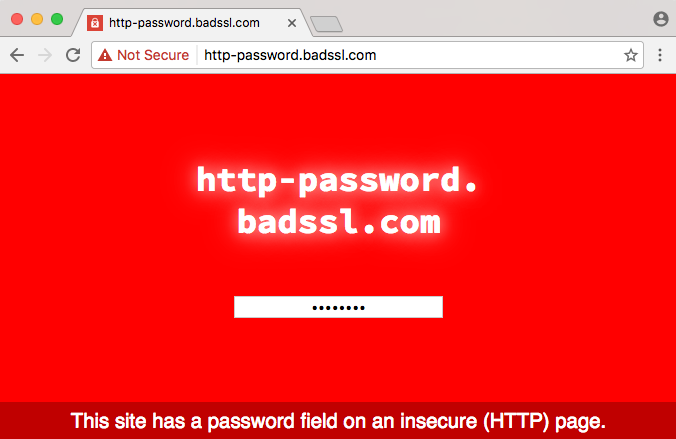 http-password.badssl.com
Not Secure http-password.badssl.com
http-password.
badssl.com
••••••••
This site has a password field on an insecure (HTTP) page.